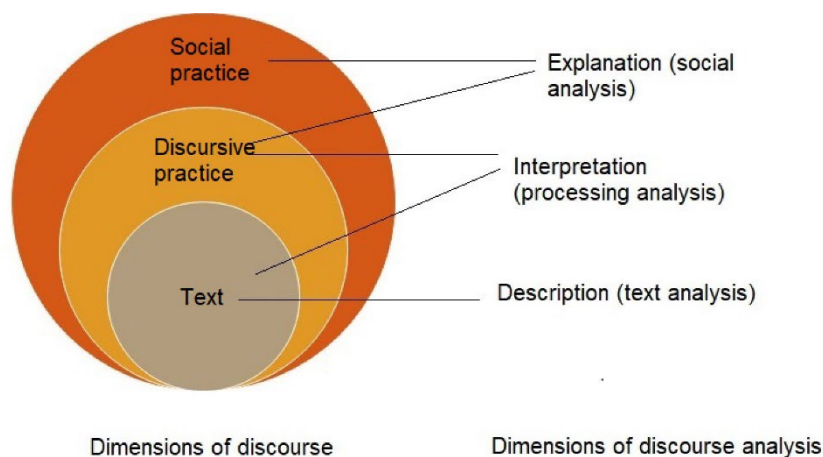 Social
practice
Explanation (social
analysis)
Discursive
practice
Interpretation
(processing analysis)
Text
Description (text analysis)
Dimensions of discourse
Dimensions of discourse analysis